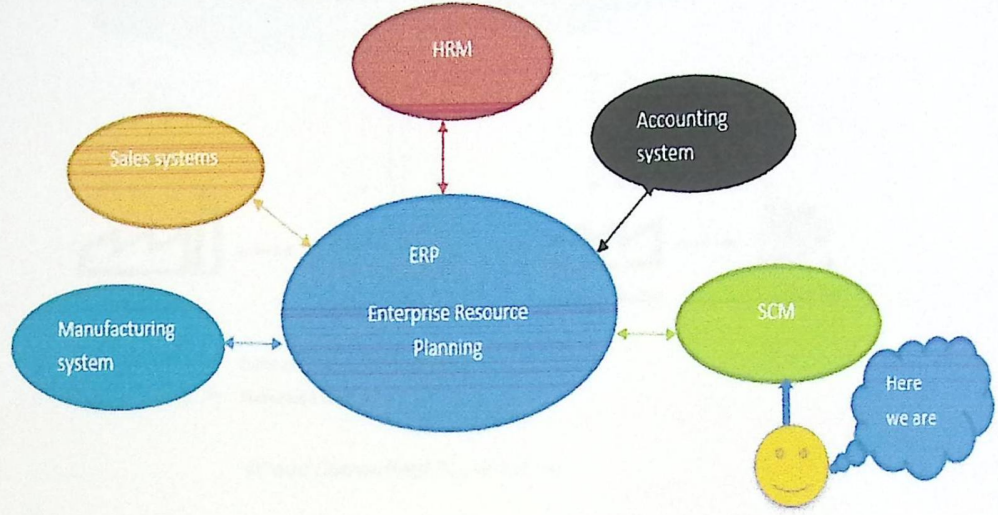 HRM
Accounting
system
Sales systems
ERP
Enterprise Resource
Planning
Manufacturing
system
SCM
Here
we are